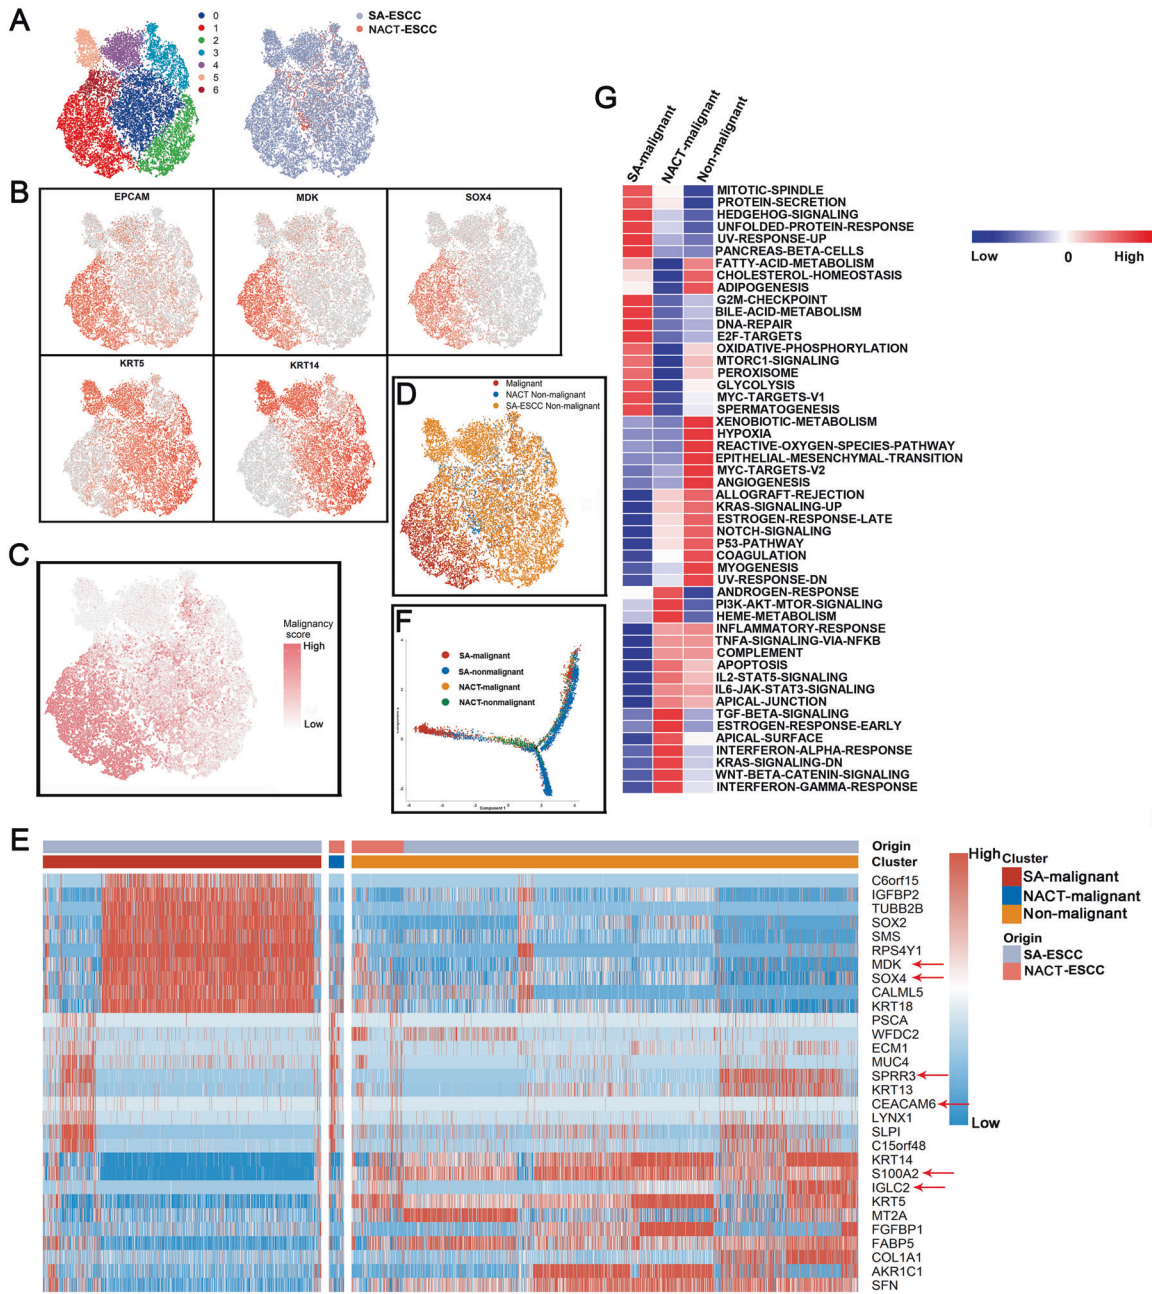 A
0
1
2
3
4
5
6
SA-ESCC
NACT-ESCC
B
EPCAM
MDK
SOX4
KRT5
KRT14
C
Malignancy
score
High
Low
D
Malignant
NACT Non-malignant
SA-ESCC Non-malignant
F
SA-malignant
SA-nonmalignant
NACT-malignant
NACT-nonmalignant
4
2
0
-2
-6
-4
-2
0
2
4
Component 1
G
SA-malignant
NACT-malignant
Non-malignant
MITOTIC-SPINDLE
PROTEIN-SECRETION
HEDGEHOG-SIGNALING
UNFOLDED-PROTEIN-RESPONSE
UV-RESPONSE-UP
PANCREAS-BETA-CELLS
FATTY-ACID-METABOLISM
CHOLESTEROL-HOMEOSTASIS
ADIPOGENESIS
G2M-CHECKPOINT
BILE-ACID-METABOLISM
DNA-REPAIR
E2F-TARGETS
OXIDATIVE-PHOSPHORYLATION
MTORC1-SIGNALING
PEROXISOME
GLYCOLYSIS
MYC-TARGETS-V1
SPERMATOGENESIS
XENOBIOTIC-METABOLISM
HYPOXIA
REACTIVE-OXYGEN-SPECIES-PATHWAY
EPITHELIAL-MESENCHYMAL-TRANSITION
MYC-TARGETS-V2
ANGIOGENESIS
ALLOGRAFT-REJECTION
KRAS-SIGNALING-UP
ESTROGEN-RESPONSE-LATE
NOTCH-SIGNALING
P53-PATHWAY
COAGULATION
MYOGENESIS
UV-RESPONSE-DN
ANDROGEN-RESPONSE
PI3K-AKT-MTOR-SIGNALING
HEME-METABOLISM
INFLAMMATORY-RESPONSE
TNFA-SIGNALING-VIA-NFKB
COMPLEMENT
APOPTOSIS
IL2-STAT5-SIGNALING
IL6-JAK-STAT3-SIGNALING
APICAL-JUNCTION
TGF-BETA-SIGNALING
ESTROGEN-RESPONSE-EARLY
APICAL-SURFACE
INTERFERON-ALPHA-RESPONSE
KRAS-SIGNALING-DN
WNT-BETA-CATENIN-SIGNALING
INTERFERON-GAMMA-RESPONSE
Low 0 High
E
Origin
Cluster
C6orf15
IGFBP2
TUBB2B
SOX2
SMS
RPS4Y1
MDK
SOX4
CALML5
KRT18
PSCA
WFDC2
ECM1
MUC4
SPRR3
KRT13
CEACAM6
LYNX1
SLPI
C15orf48
KRT14
S100A2
IGLC2
KRT5
MT2A
FGFBP1
FABP5
COL1A1
AKR1C1
SFN
High
Low
Cluster
SA-malignant
NACT-malignant
Non-malignant
Origin
SA-ESCC
NACT-ESCC